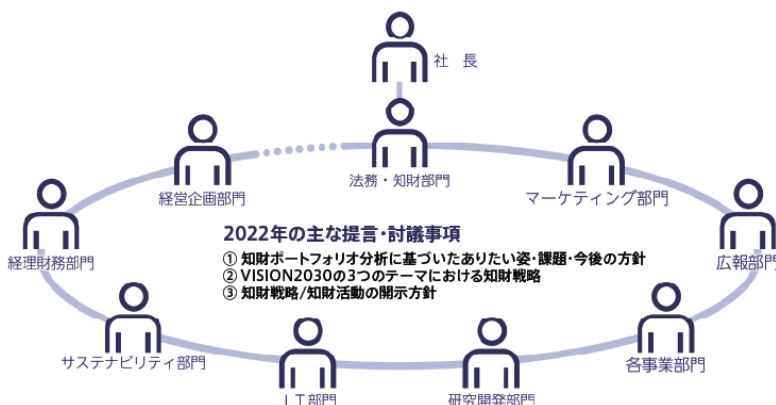 社　長
法務・知財部門
経営企画部門
マーケティング部門
経理財務部門
広報部門
2022年の主な提言・討議事項
① 知財ポートフォリオ分析に基づいたありたい姿・課題・今後の方針
② VISION2030の3つのテーマにおける知財戦略
③ 知財戦略/知財活動の開示方針
サステナビリティ部門
各事業部門
IT部門
研究開発部門